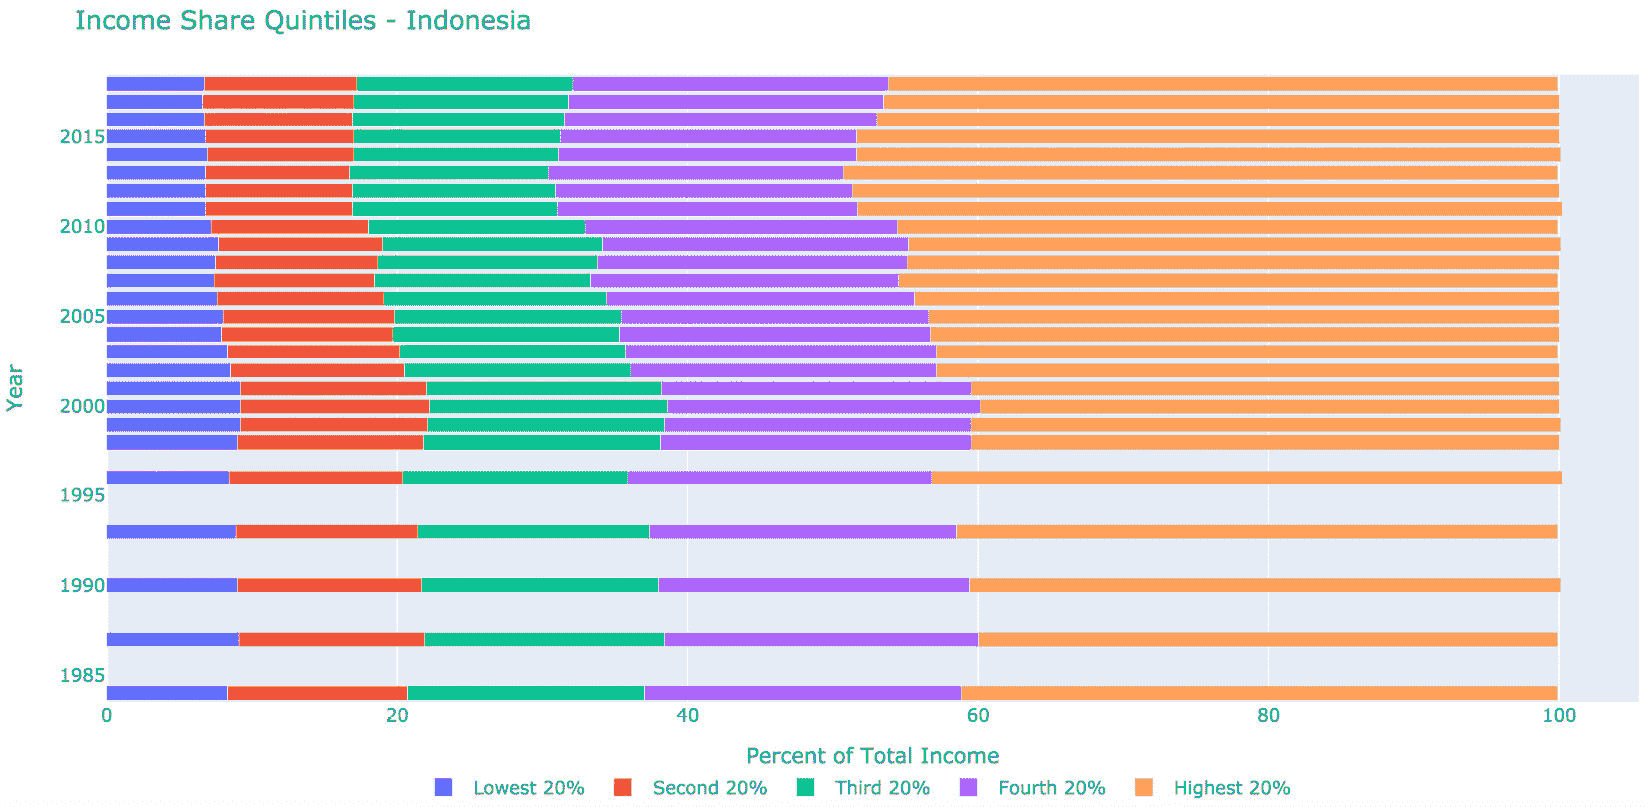 Income Share Quintiles - Indonesia
2015
2010
2005
2000
1995
1990
1985
Year
0 20 40 60 80 100
Percent of Total Income
Lowest 20% Second 20% Third 20% Fourth 20% Highest 20%